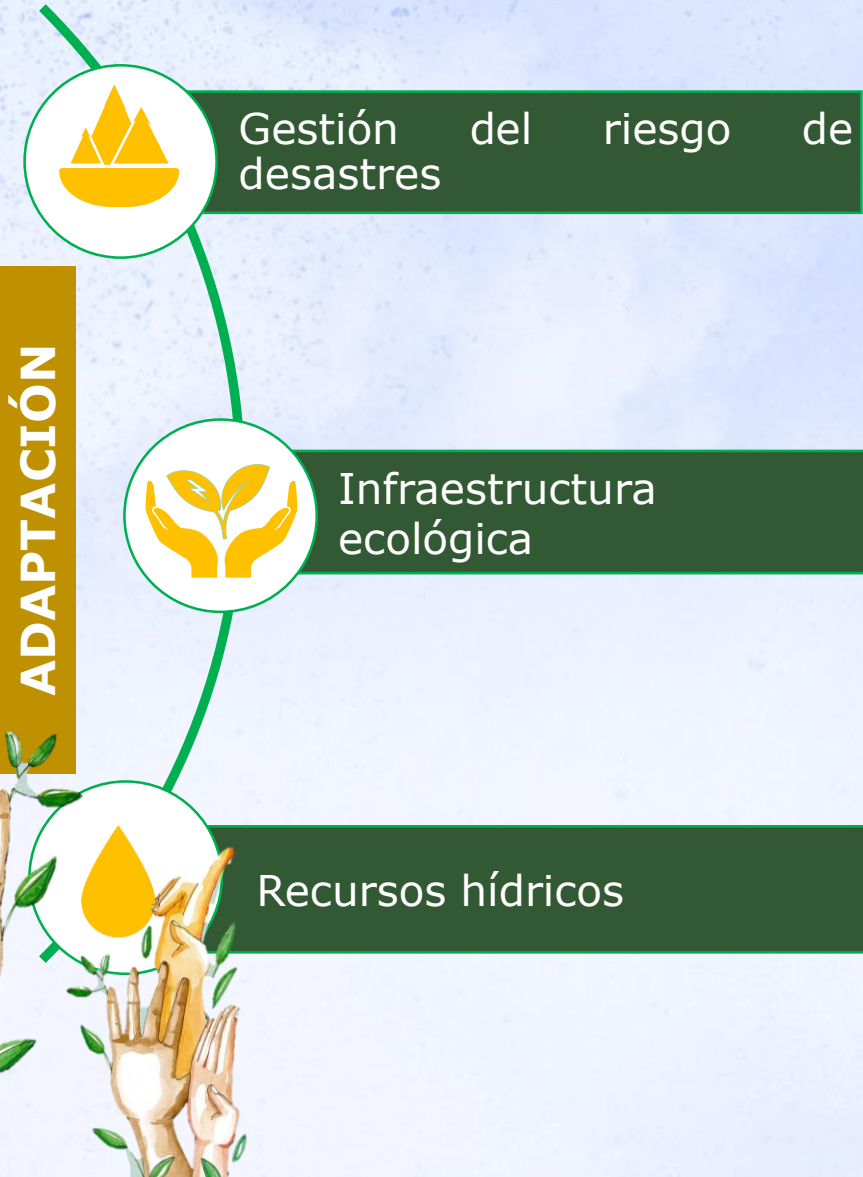 Gestión del riesgo de
desastres
ADAPTACIÓN
Infraestructura
ecológica
Recursos hídricos